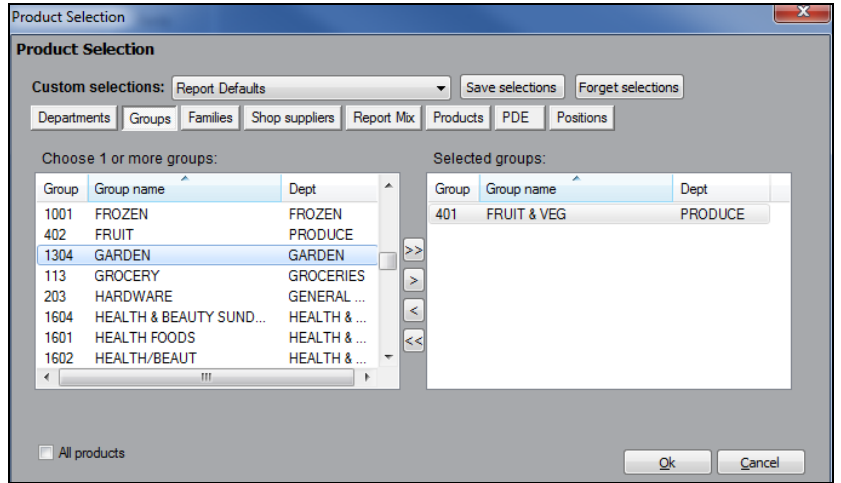 Product Selection
Product Selection
Custom selections: Report Defaults Save selections Forget selections
Departments Groups Families Shop suppliers Report Mix Products PDE Positions
Choose 1 or more groups:
Group Group name Dept
1001 FROZEN FROZEN
402 FRUIT PRODUCE
1304 GARDEN GARDEN
113 GROCERY GROCERIES
203 HARDWARE GENERAL ...
1604 HEALTH & BEAUTY SUND... HEALTH & ...
1601 HEALTH FOODS HEALTH & ...
1602 HEALTH/BEAUT HEALTH & ...
>>
>
<
<<
Selected groups:
Group Group name Dept
401 FRUIT & VEG PRODUCE
All products
Ok Cancel